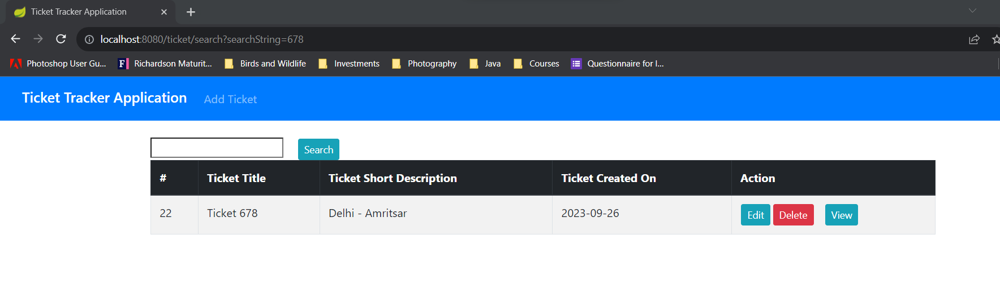 Ticket Tracker Application
localhost:8080/ticket/search?searchString=678
Photoshop User Gu... Richardson Maturit... Birds and Wildlife Investments Photography Java Courses Questionnaire for I...
Ticket Tracker Application Add Ticket
Search
# Ticket Title Ticket Short Description Ticket Created On Action
22 Ticket 678 Delhi - Amritsar 2023-09-26 Edit Delete View